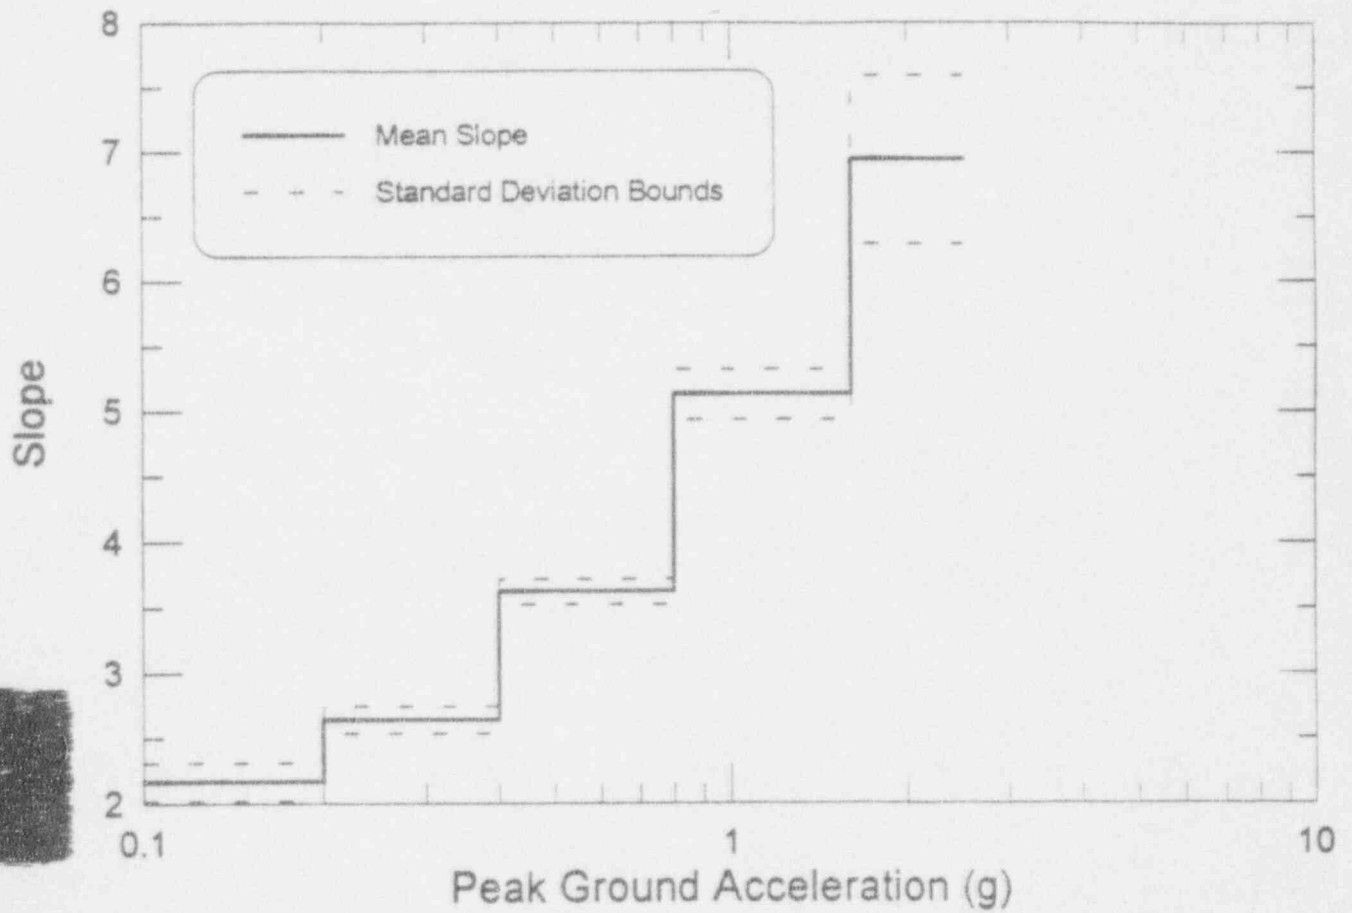 8
7
6
5
4
3
2
Slope
Mean Slope
Standard Deviation Bounds
0.1
1
10
Peak Ground Acceleration (g)